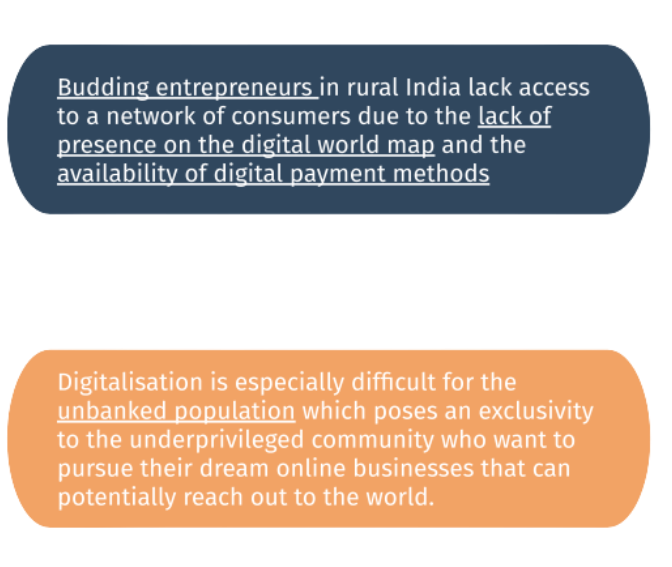 Budding entrepreneurs in rural India lack access
to a network of consumers due to the lack of
presence on the digital world map and the
availability of digital payment methods
Digitalisation is especially difficult for the
unbanked population which poses an exclusivity
to the underprivileged community who want to
pursue their dream online businesses that can
potentially reach out to the world.